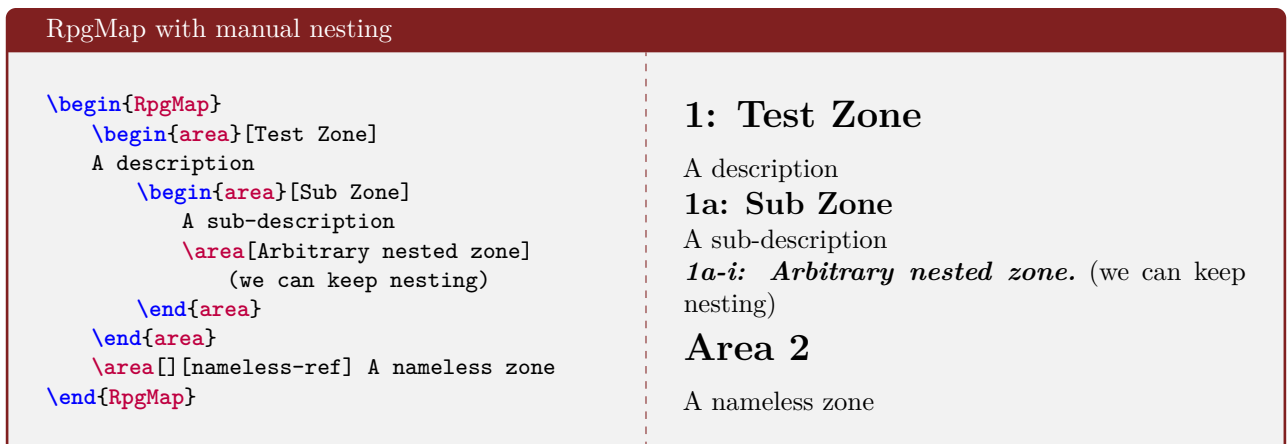 RpgMap with manual nesting
\begin{RpgMap}
\begin{area}[Test Zone]
A description
\begin{area}[Sub Zone]
A sub-description
\area[Arbitrary nested zone]
(we can keep nesting)
\end{area}
\end{area}
\area[][nameless-ref] A nameless zone
\end{RpgMap}
1: Test Zone
A description
1a: Sub Zone
A sub-description
1a-i: Arbitrary nested zone. (we can keep
nesting)
Area 2
A nameless zone